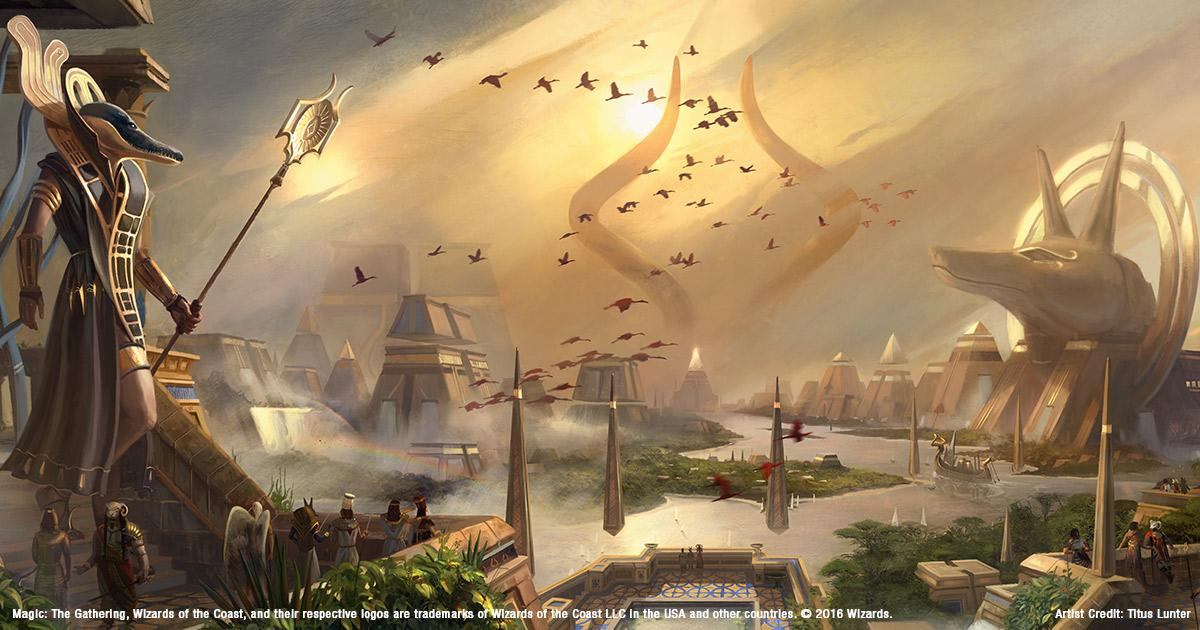 Magic: The Gathering, Wizards of the Coast, and their respective logos are trademarks of Wizards of the Coast LLC in the USA and other countries. © 2016 Wizards.
Artist Credit: Titus Lunter